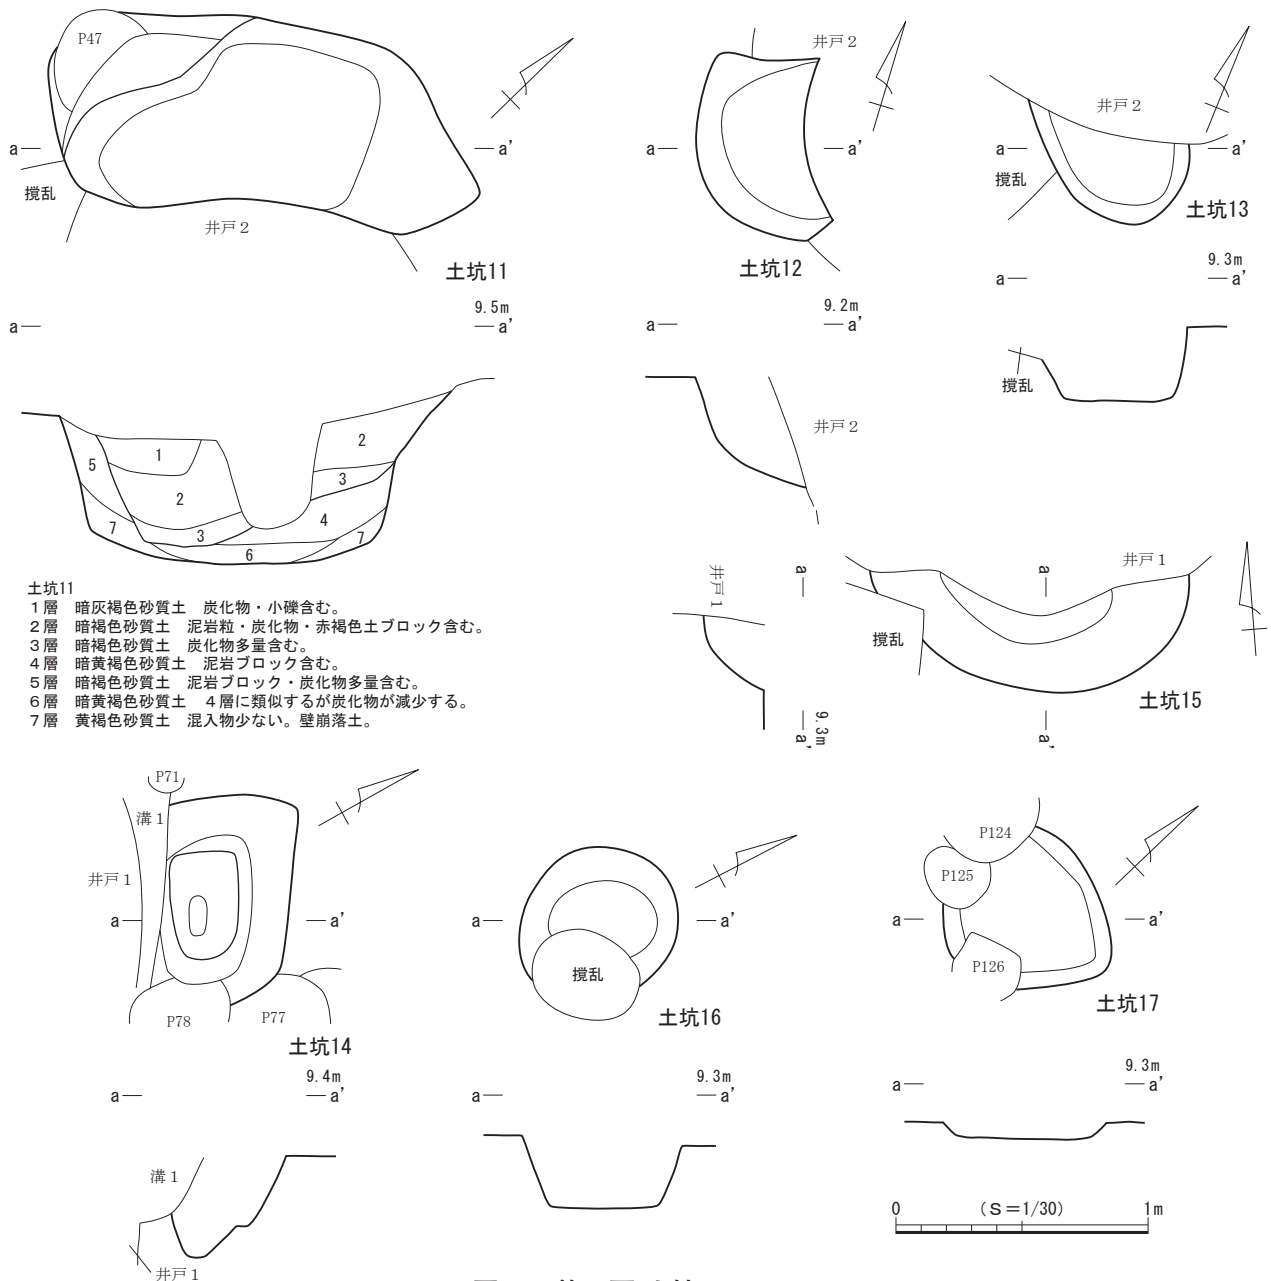 P47
a
a'
撹乱
井戸２
土坑11
9.5m
a
a'
5
1
2
2
3
7
3
4
6
7
井戸２
a
a'
土坑12
9.2m
a
a'
井戸２
井戸２
a
a'
撹乱
土坑13
9.3m
a
a'
撹乱
土坑11
１層　暗灰褐色砂質土　炭化物・小礫含む。
２層　暗褐色砂質土　泥岩粒・炭化物・赤褐色土ブロック含む。
３層　暗褐色砂質土　炭化物多量含む。
４層　暗黄褐色砂質土　泥岩ブロック含む。
５層　暗褐色砂質土　泥岩ブロック・炭化物多量含む。
６層　暗黄褐色砂質土　４層に類似するが炭化物が減少する。
７層　黄褐色砂質土　混入物少ない。壁崩落土。
井戸１
a
a'
9.3m
井戸１
a
撹乱
土坑15
a'
P71
溝１
井戸１
a
a'
P78
P77
土坑14
9.4m
a
a'
溝１
井戸１
a
a'
撹乱
土坑16
9.3m
a
a'
P124
P125
a
a'
P126
土坑17
9.3m
a
a'
0
（Ｓ＝1/30）
1m